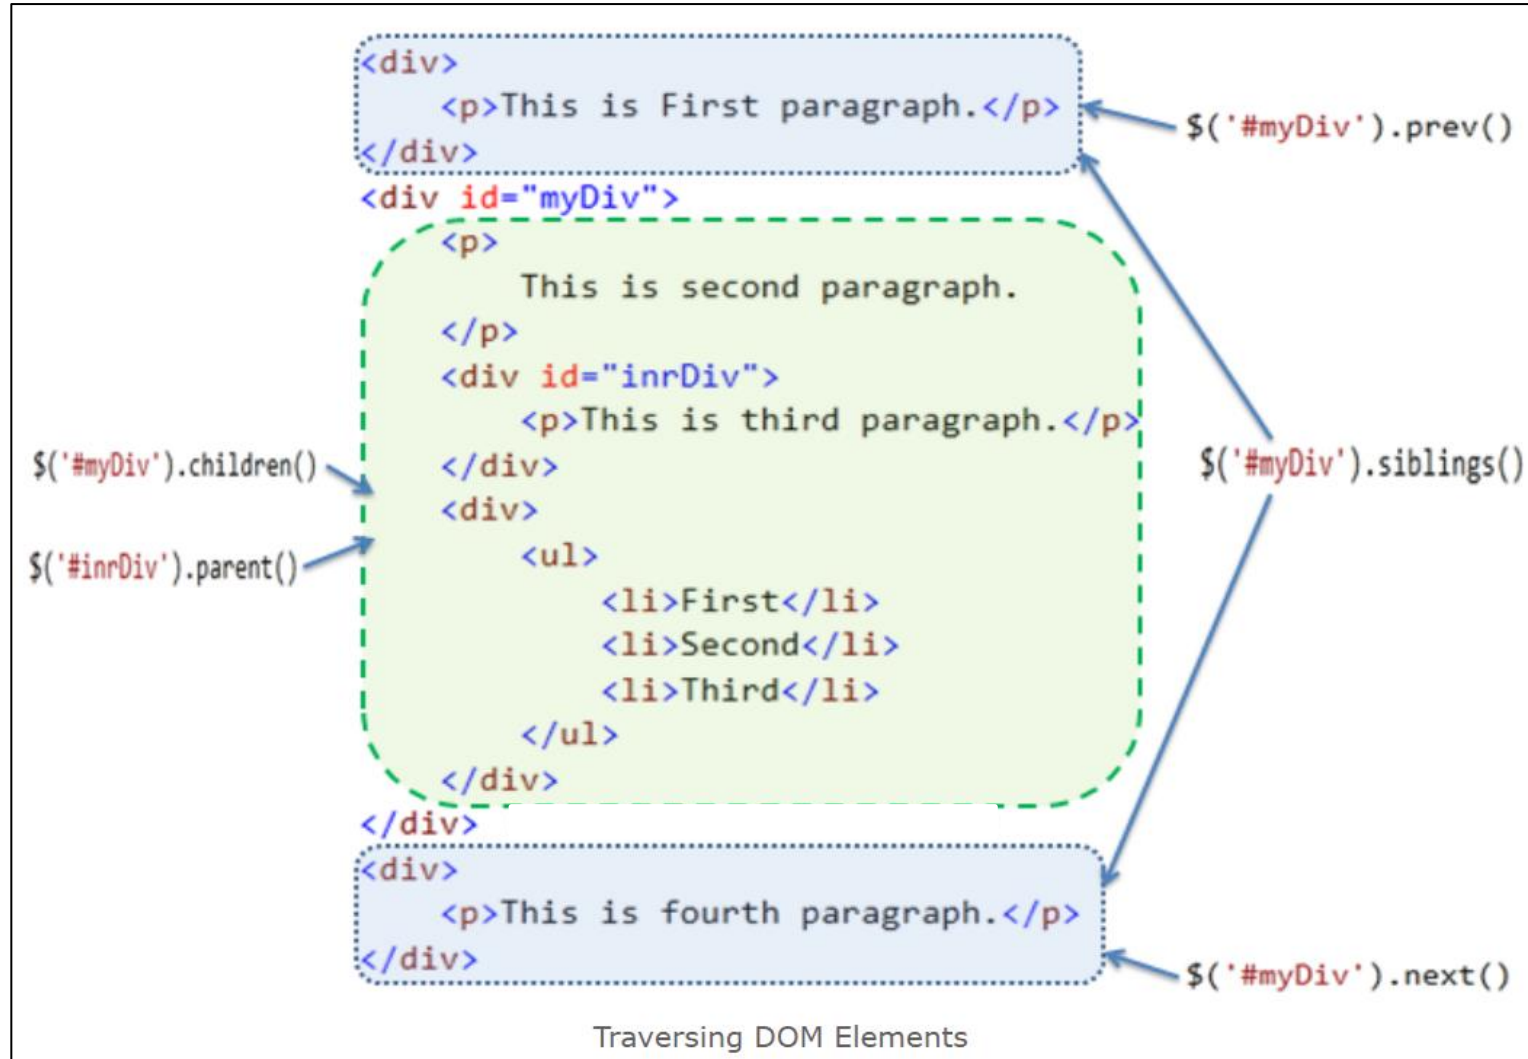 <div>
<p>This is First paragraph.</p>
$('#myDiv').prev()
</div>
<div id="myDiv">
<p>
This is second paragraph.
</p>
<div id="inrDiv">
<p>This is third paragraph.</p>
$('#myDiv').children()
</div>
$('#myDiv').siblings()
<div>
$('#inrDiv').parent()
<ul>
<li>First</li>
<li>Second</li>
<li>Third</li>
</ul>
</div>
</div>
<div>
<p>This is fourth paragraph.</p>
</div>
$('#myDiv').next()
Traversing DOM Elements